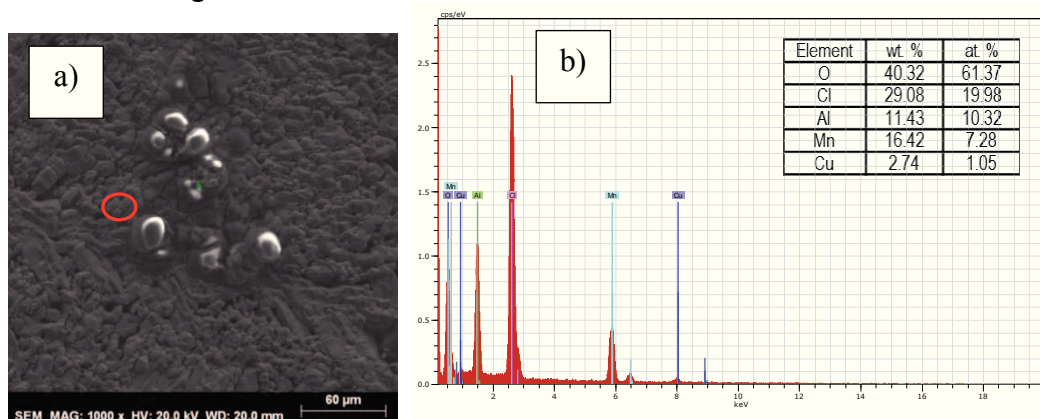 a)
SEM MAG: 1000 x HV: 20.0 kV WD: 20.0 mm
60 µm
b)
cps/eV
2.5
2.0
1.5
1.0
0.5
0.0
Mn
O Cu Al Cl Mn Cu
2 4 6 8 10 12 14 16 18
keV
Element wt. % at. %
O 40.32 61.37
Cl 29.08 19.98
Al 11.43 10.32
Mn 16.42 7.28
Cu 2.74 1.05